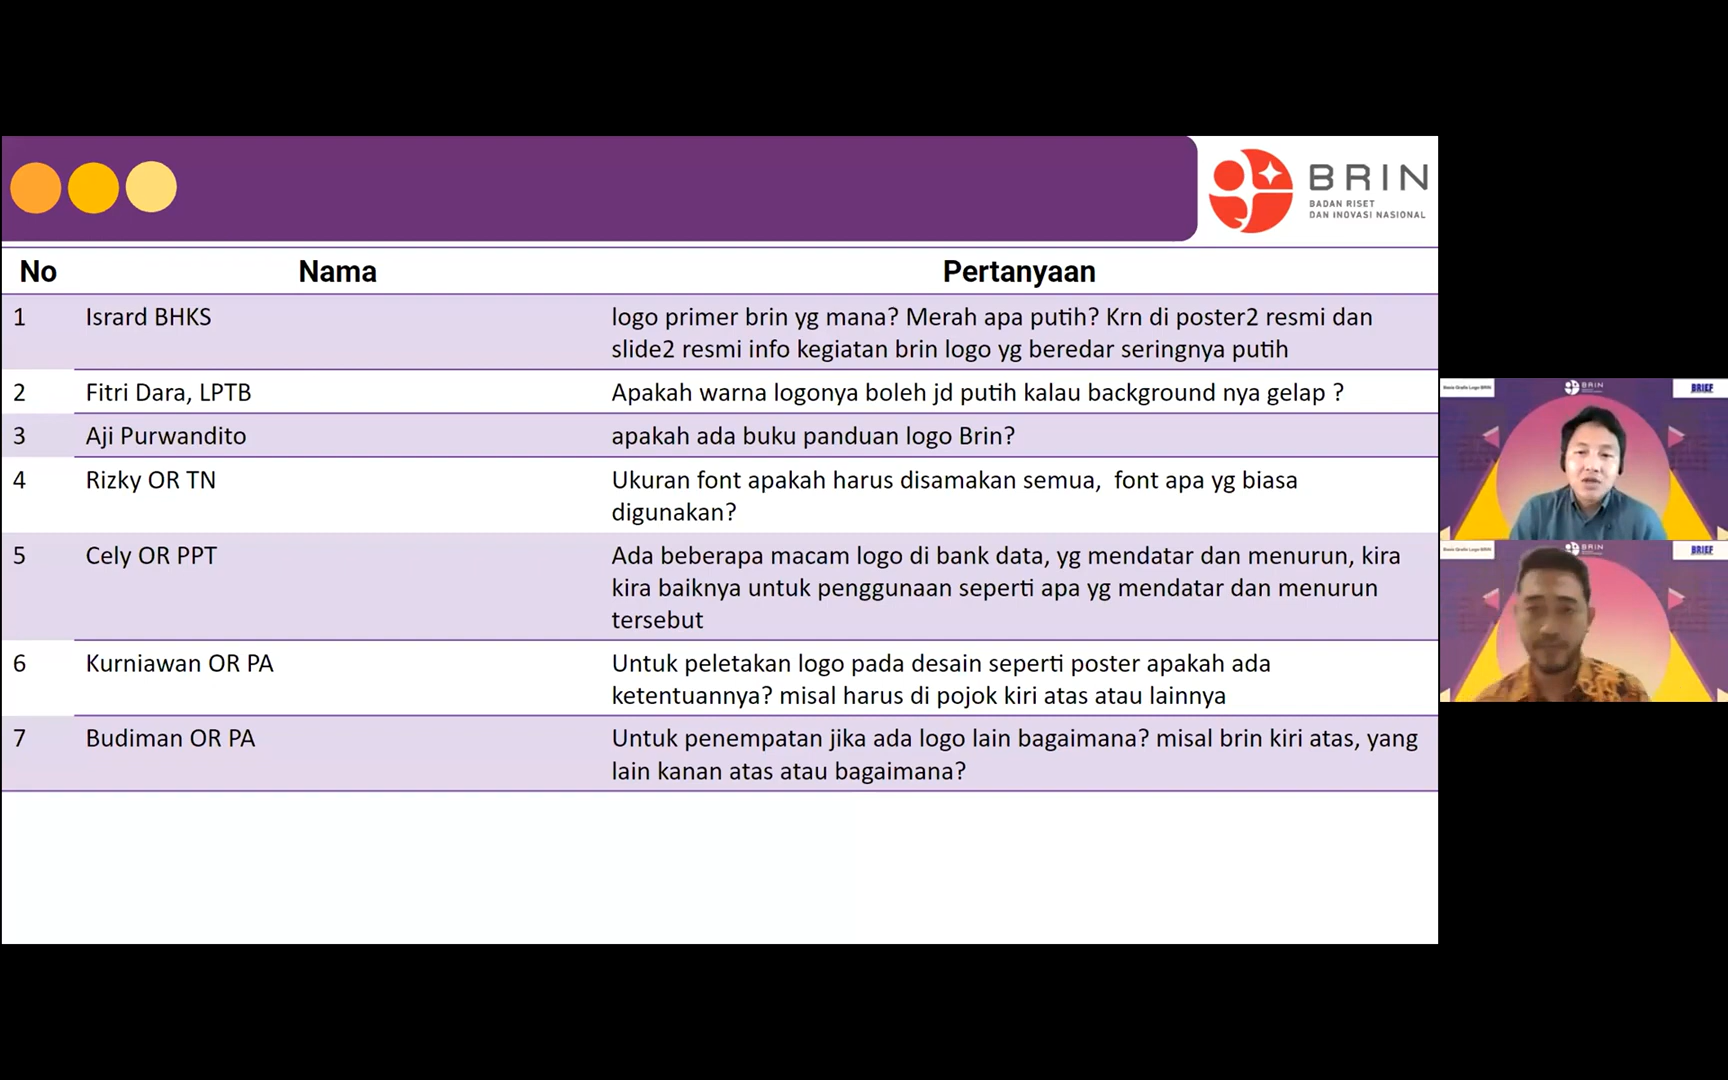 BRIN
BADAN RISET
DAN INOVASI NASIONAL
No Nama Pertanyaan
1 Isrard BHKS logo primer brin yg mana? Merah apa putih? Krn di poster2 resmi dan
slide2 resmi info kegiatan brin logo yg beredar seringnya putih
2 Fitri Dara, LPTB Apakah warna logonya boleh jd putih kalau background nya gelap ?
3 Aji Purwandito apakah ada buku panduan logo Brin?
4 Rizky OR TN Ukuran font apakah harus disamakan semua,  font apa yg biasa
digunakan?
5 Cely OR PPT Ada beberapa macam logo di bank data, yg mendatar dan menurun, kira
kira baiknya untuk penggunaan seperti apa yg mendatar dan menurun
tersebut
6 Kurniawan OR PA Untuk peletakan logo pada desain seperti poster apakah ada
ketentuannya? misal harus di pojok kiri atas atau lainnya
7 Budiman OR PA Untuk penempatan jika ada logo lain bagaimana? misal brin kiri atas, yang
lain kanan atas atau bagaimana?
BRIN
BRIEF
BRIN
BRIEF